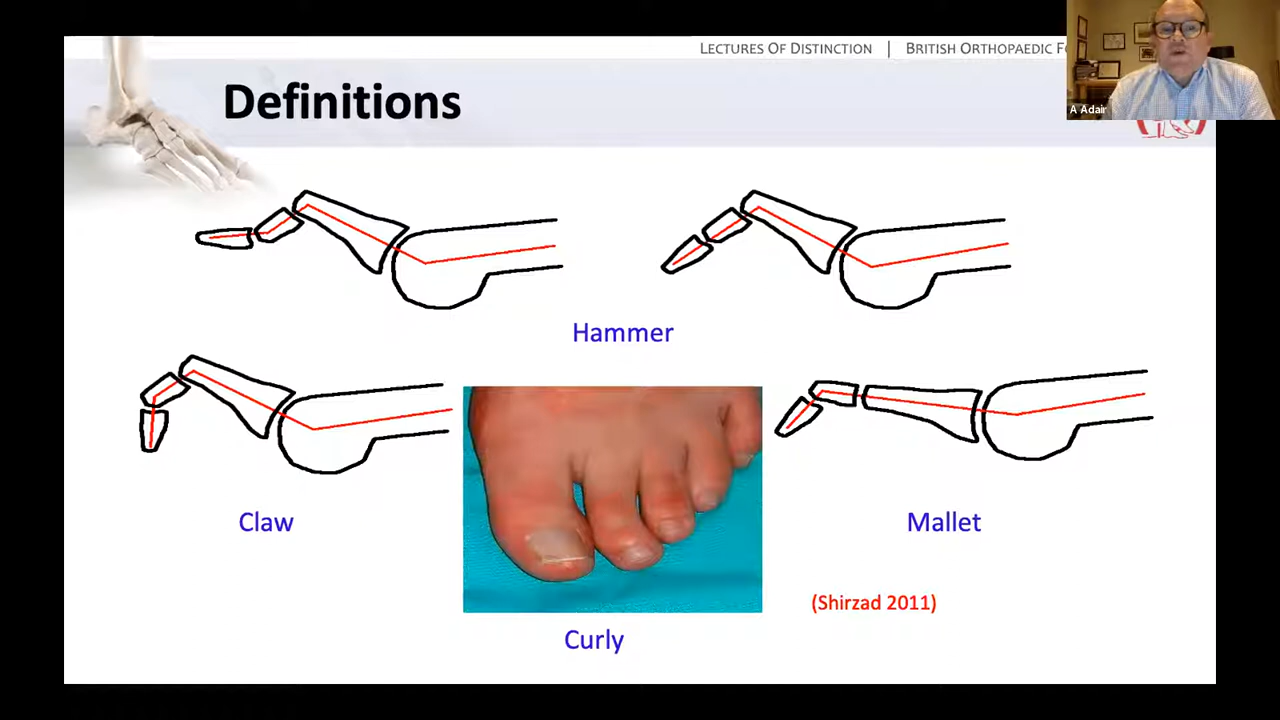 LECTURES OF DISTINCTION | BRITISH ORTHOPAEDIC
A Adair
Definitions
Hammer
Claw
Mallet
(Shirzad 2011)
Curly